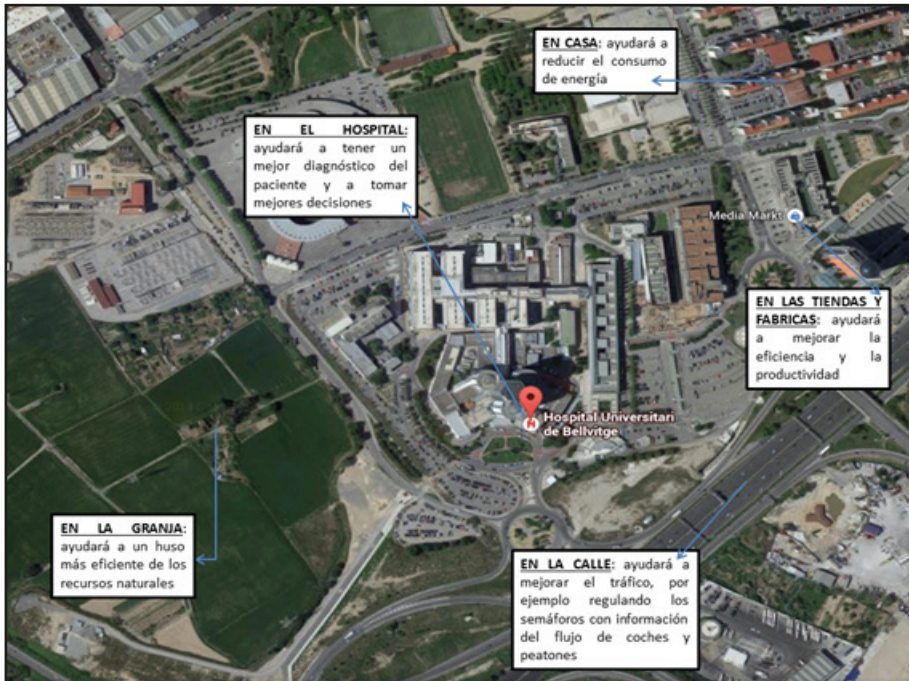 EN CASA: ayudará a
reducir el consumo
de energía
EN EL HOSPITAL:
ayudará a tener un
mejor diagnóstico del
paciente y a tomar
mejores decisiones
Media Markt
EN LAS TIENDAS Y
FABRICAS: ayudará
a mejorar la
eficiencia y la
productividad
H
Hospital Universitari
de Bellvitge
EN LA GRANJA:
ayudará a un huso
más eficiente de los
recursos naturales
EN LA CALLE: ayudará a
mejorar el tráfico, por
ejemplo regulando los
semáforos con información
del flujo de coches y
peatones